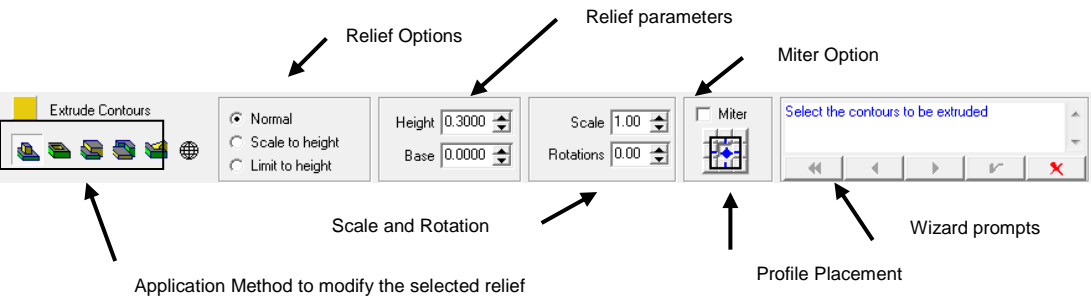 Relief parameters
Relief Options
Miter Option
Extrude Contours
Normal
Scale to height
Limit to height
Height 0.3000
Base 0.0000
Scale 1.00
Rotations 0.00
Miter
Select the contours to be extruded
Scale and Rotation
Wizard prompts
Profile Placement
Application Method to modify the selected relief